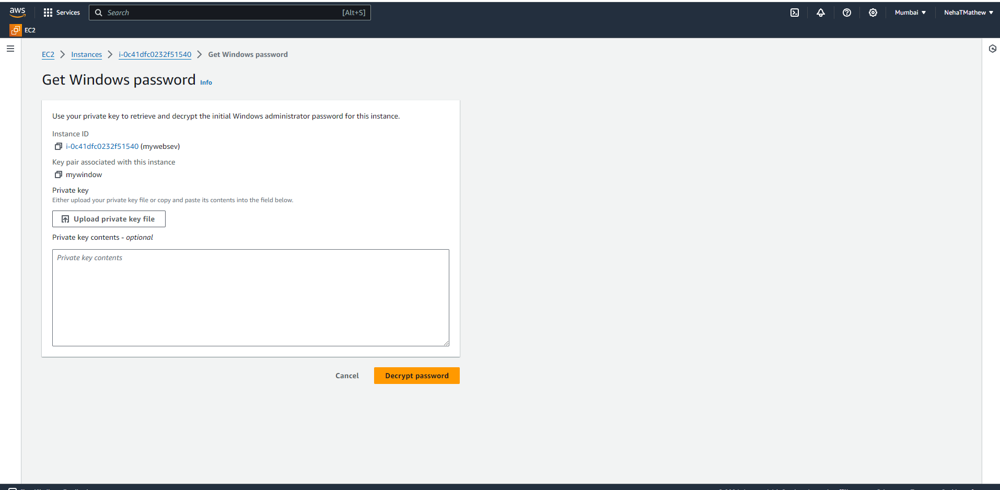 aws Services Search [Alt+S] Mumbai NehaTMathew
EC2
EC2 Instances i-0c41dfc0232f51540 Get Windows password
Get Windows password Info
Use your private key to retrieve and decrypt the initial Windows administrator password for this instance.
Instance ID
i-0c41dfc0232f51540 (mywebsev)
Key pair associated with this instance
mywindow
Private key
Either upload your private key file or copy and paste its contents into the field below.
Upload private key file
Private key contents - optional
Private key contents
Cancel Decrypt password